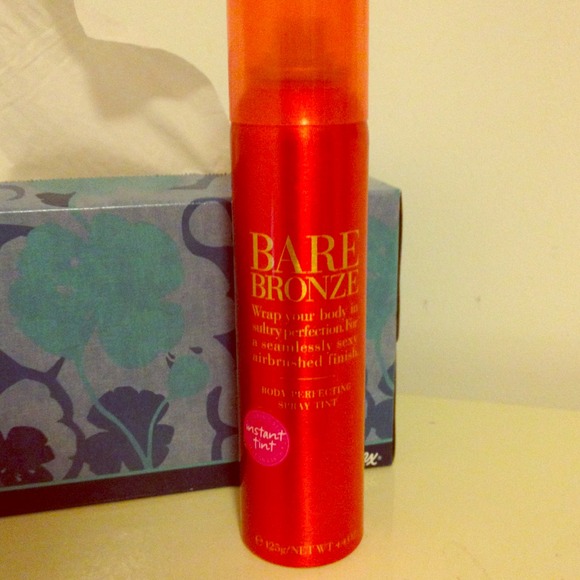 BARE
BRONZE
Wrap your body in
sultry perfection. For
a seamlessly sexy
airbrushed finish.
BODY PERFECTING
SPRAY TINT
instant
tint
e 125g/NET WT